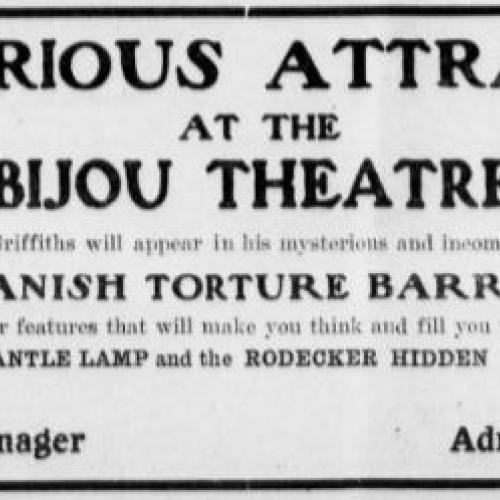 RIOUS ATTRA
AT THE
BIJOU THEATRE
Griffiths will appear in his mysterious and incom
ANISH TORTURE BARR
r features that will make you think and fill you
ANTLE LAMP and the RODECKER HIDDEN
nager Adr